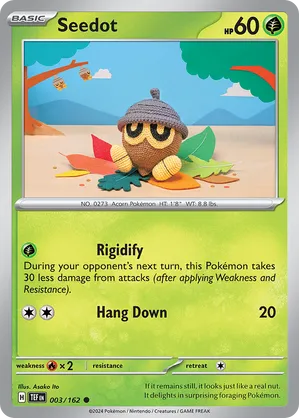 BASIC
Seedot
HP 60
NO. 0273 Acorn Pokémon HT: 1'8" WT: 8.8 lbs.
Rigidify
During your opponent's next turn, this Pokémon takes
30 less damage from attacks (after applying Weakness and
Resistance).
Hang Down 20
weakness ×2 resistance retreat
Illus. Asako Ito
H TEF EN 003/162
If it remains still, it looks just like a real nut.
It delights in surprising foraging Pokémon.
©2024 Pokémon / Nintendo / Creatures / GAME FREAK